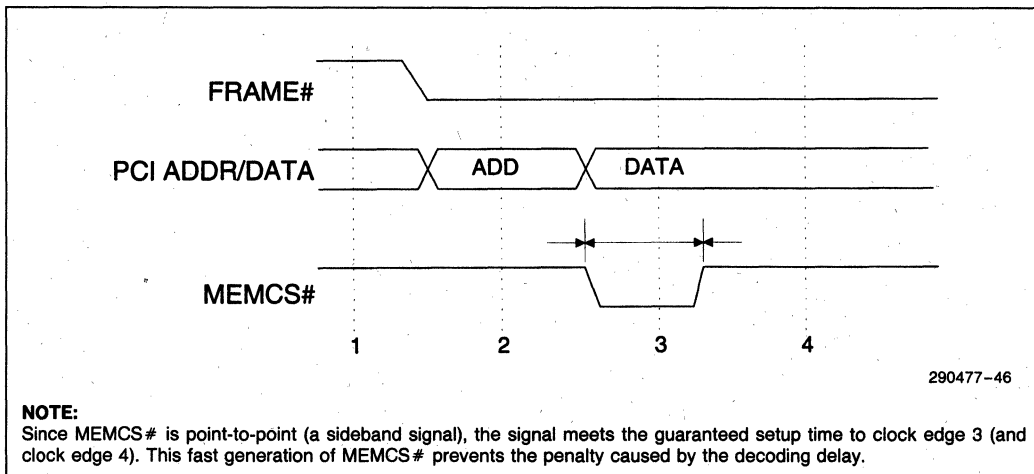 FRAME#
PCI ADDR/DATA ADD DATA
MEMCS#
1 2 3 4
290477–46
NOTE:
Since MEMCS# is point-to-point (a sideband signal), the signal meets the guaranteed setup time to clock edge 3 (and
clock edge 4). This fast generation of MEMCS# prevents the penalty caused by the decoding delay.